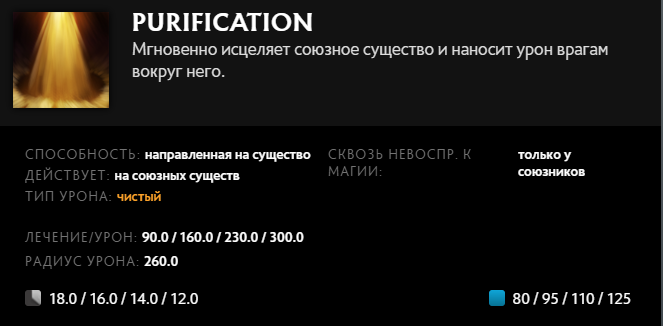 PURIFICATION
Мгновенно исцеляет союзное существо и наносит урон врагам
вокруг него.
СПОСОБНОСТЬ: направленная на существо
СКВОЗЬ НЕВОСПР. К МАГИИ: только у союзников
ДЕЙСТВУЕТ: на союзных существ
ТИП УРОНА: чистый
ЛЕЧЕНИЕ/УРОН: 90.0 / 160.0 / 230.0 / 300.0
РАДИУС УРОНА: 260.0
18.0 / 16.0 / 14.0 / 12.0
80 / 95 / 110 / 125